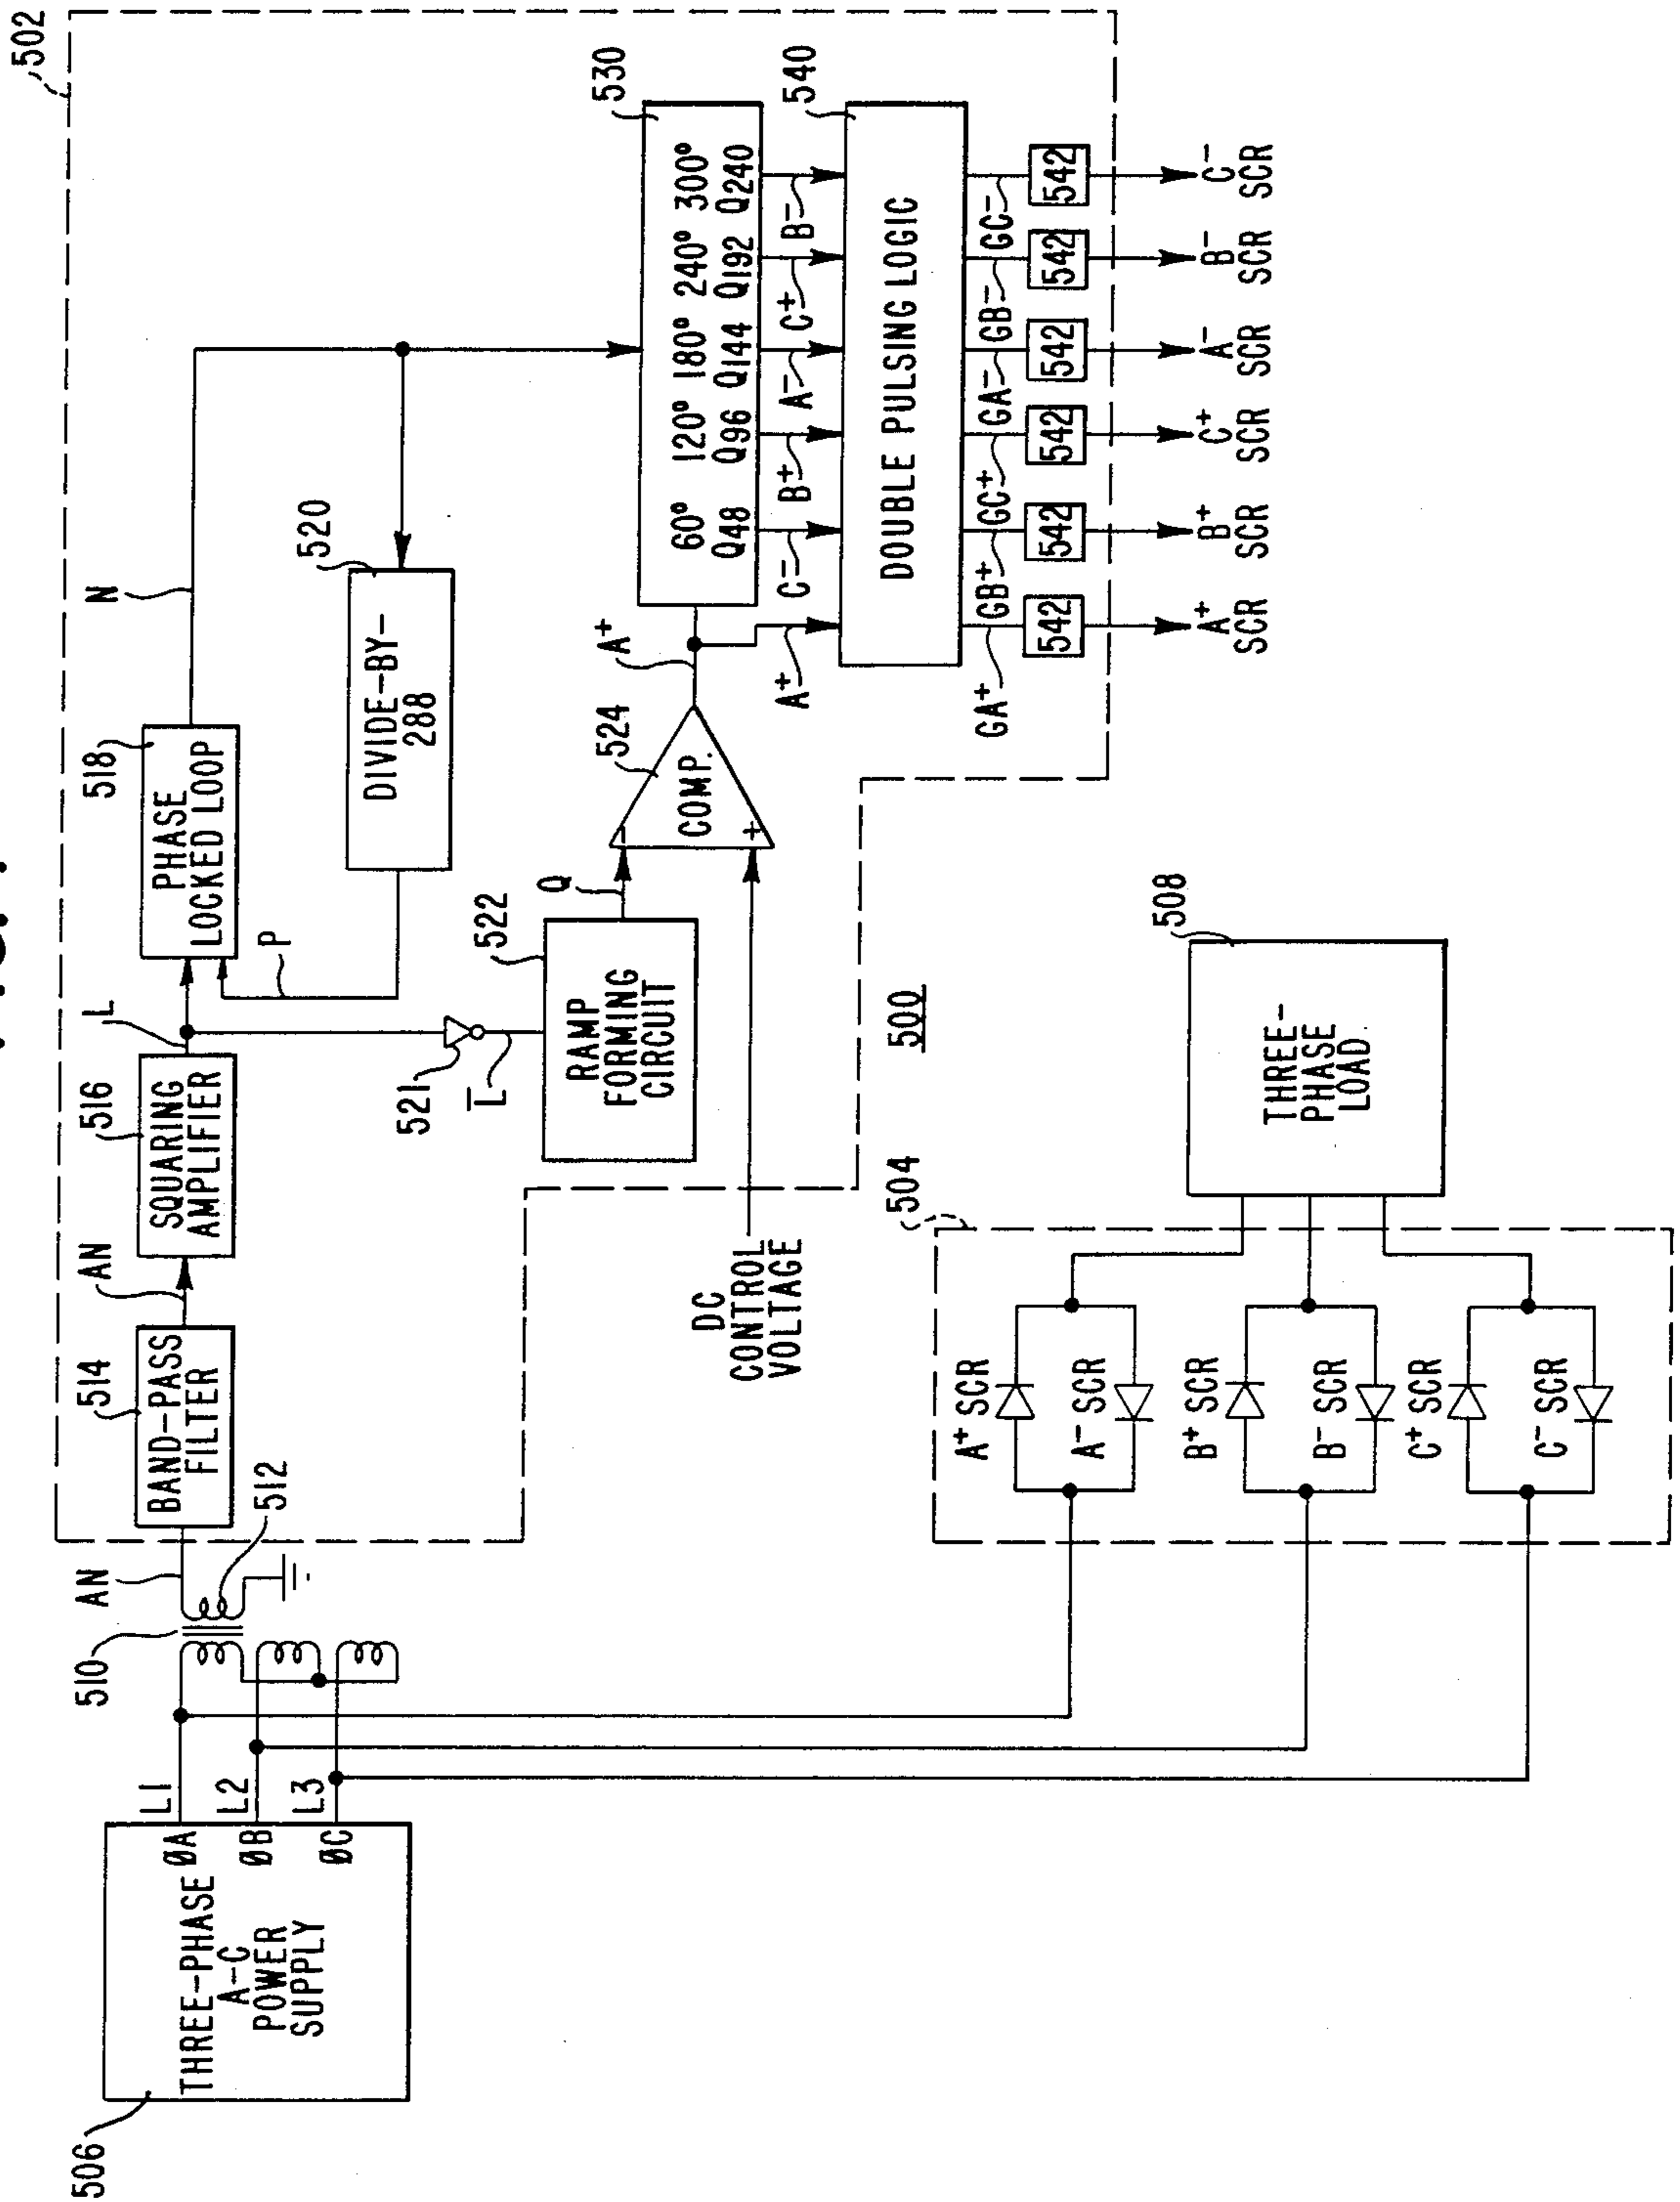 502
506
THREE-PHASE
A-C
POWER
SUPPLY
ØA
ØB
ØC
L1
L2
L3
510
AN
512
514
BAND-PASS
FILTER
AN
516
SQUARING
AMPLIFIER
L
518
PHASE
LOCKED LOOP
P
N
520
DIVIDE-BY-
288
521
L̅
522
RAMP
FORMING
CIRCUIT
Q
DC
CONTROL
VOLTAGE
524
−
+
COMP.
A+
530
60° 120° 180° 240° 300°
Q48 Q96 Q144 Q192 Q240
A+
C−
B+
A−
C+
B−
540
DOUBLE PULSING LOGIC
GA+
GB+
GC+
GA−
GB−
GC−
542
542
542
542
542
542
A+
SCR
B+
SCR
C+
SCR
A−
SCR
B−
SCR
C−
SCR
500
504
A+ SCR
A− SCR
B+ SCR
B− SCR
C+ SCR
C− SCR
508
THREE-
PHASE
LOAD